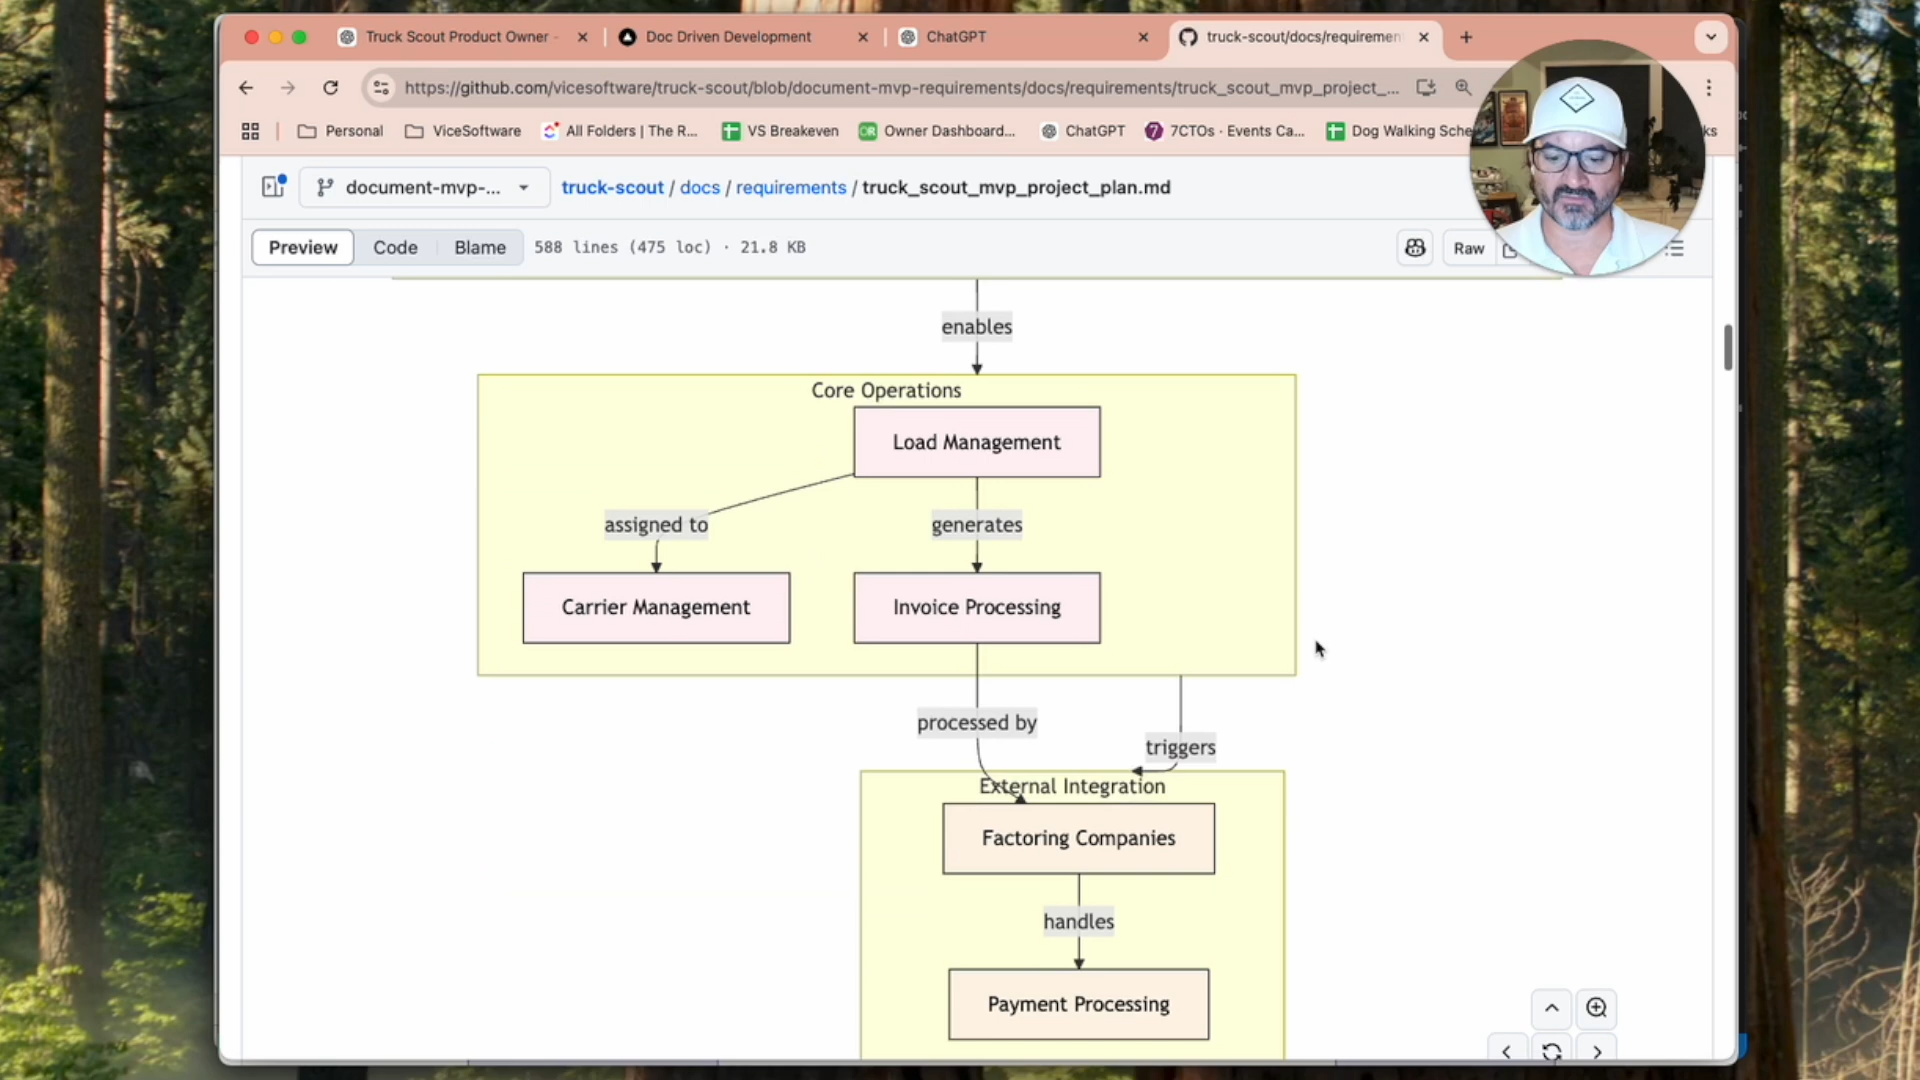 Truck Scout Product Owner
Doc Driven Development
ChatGPT
truck-scout/docs/requiremen
https://github.com/vicesoftware/truck-scout/blob/document-mvp-requirements/docs/requirements/truck_scout_mvp_project_...
Personal
ViceSoftware
All Folders | The R...
VS Breakeven
Owner Dashboard...
ChatGPT
7CTOs · Events Ca...
Dog Walking Sche
ks
document-mvp-...
truck-scout / docs / requirements / truck_scout_mvp_project_plan.md
Preview
Code
Blame
588 lines (475 loc) · 21.8 KB
Raw
enables
Core Operations
Load Management
assigned to
generates
Carrier Management
Invoice Processing
processed by
triggers
External Integration
Factoring Companies
handles
Payment Processing